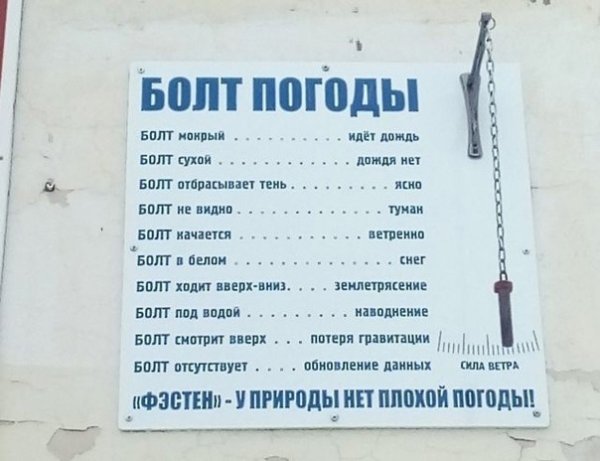 БОЛТ ПОГОДЫ
БОЛТ мокрый . . . . . . . . . . идёт дождь
БОЛТ сухой . . . . . . . . . . . . дождя нет
БОЛТ отбрасывает тень . . . . . . . . ясно
БОЛТ не видно . . . . . . . . . . . . туман
БОЛТ качается . . . . . . . . . . ветренно
БОЛТ в белом . . . . . . . . . . . . . снег
БОЛТ ходит вверх-вниз. . . . землетрясение
БОЛТ под водой . . . . . . . . наводнение
БОЛТ смотрит вверх . . . потеря гравитации
БОЛТ отсутствует . . . . обновление данных
СИЛА ВЕТРА
«ФЭСТЕН» - У ПРИРОДЫ НЕТ ПЛОХОЙ ПОГОДЫ!